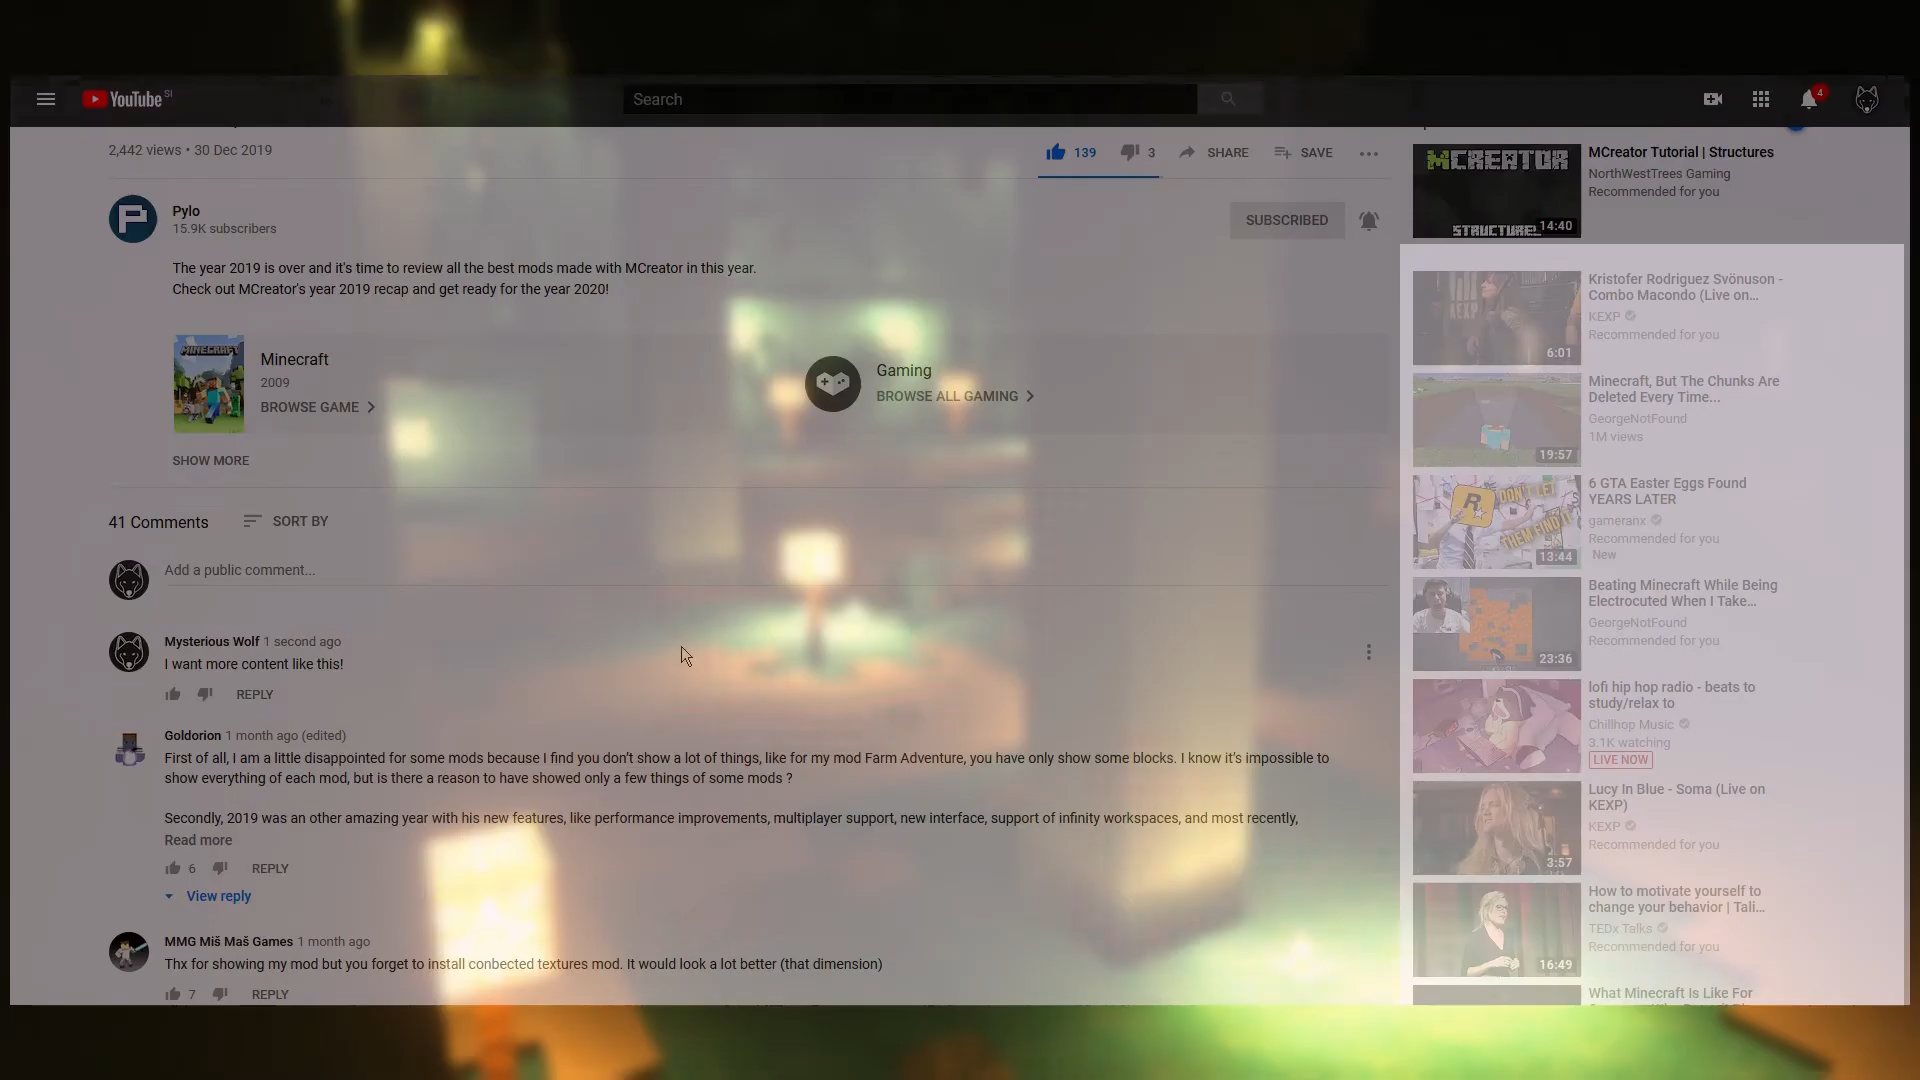 YouTube SI
Search
4
2,442 views • 30 Dec 2019
139
3
SHARE
SAVE
Pylo
15.9K subscribers
SUBSCRIBED
The year 2019 is over and it's time to review all the best mods made with MCreator in this year.
Check out MCreator's year 2019 recap and get ready for the year 2020!
MINECRAFT
Minecraft
2009
BROWSE GAME
Gaming
BROWSE ALL GAMING
SHOW MORE
41 Comments
SORT BY
Add a public comment...
Mysterious Wolf 1 second ago
I want more content like this!
REPLY
Goldorion 1 month ago (edited)
First of all, I am a little disappointed for some mods because I find you don't show a lot of things, like for my mod Farm Adventure, you have only show some blocks. I know it's impossible to
show everything of each mod, but is there a reason to have showed only a few things of some mods ?
Secondly, 2019 was an other amazing year with his new features, like performance improvements, multiplayer support, new interface, support of infinity workspaces, and most recently,
Read more
6
REPLY
View reply
MMG Miš Maš Games 1 month ago
Thx for showing my mod but you forget to install conbected textures mod. It would look a lot better (that dimension)
7
REPLY
MCREATOR
STRUCTURES
14:40
MCreator Tutorial | Structures
NorthWestTrees Gaming
Recommended for you
KEXP
6:01
Kristofer Rodriguez Svönuson -
Combo Macondo (Live on...
KEXP
Recommended for you
19:57
Minecraft, But The Chunks Are
Deleted Every Time...
GeorgeNotFound
1M views
R
DON'T LET
THEM FIND IT
13:44
6 GTA Easter Eggs Found
YEARS LATER
gameranx
Recommended for you
New
23:36
Beating Minecraft While Being
Electrocuted When I Take...
GeorgeNotFound
Recommended for you
lofi hip hop radio - beats to
study/relax to
Chillhop Music
3.1K watching
LIVE NOW
3:57
Lucy In Blue - Soma (Live on
KEXP)
KEXP
Recommended for you
16:49
How to motivate yourself to
change your behavior | Tali...
TEDx Talks
Recommended for you
What Minecraft Is Like For